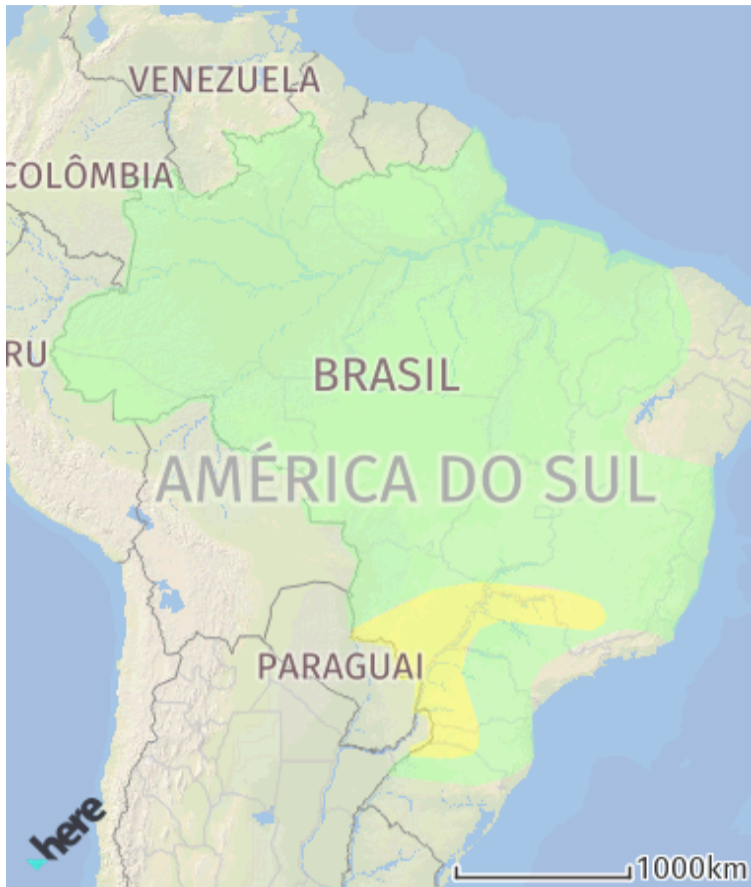 VENEZUELA
COLÔMBIA
RU
BRASIL
AMÉRICA DO SUL
PARAGUAI
here
1000km